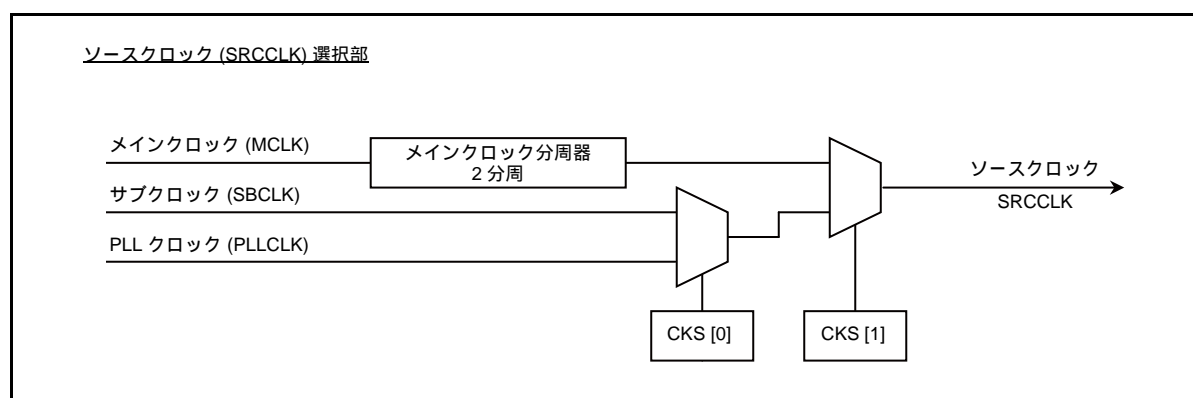 ソースクロック (SRCCLK) 選択部
メインクロック (MCLK)
メインクロック分周器
2 分周
サブクロック (SBCLK)
PLL クロック (PLLCLK)
ソースクロック
SRCCLK
CKS [0]
CKS [1]